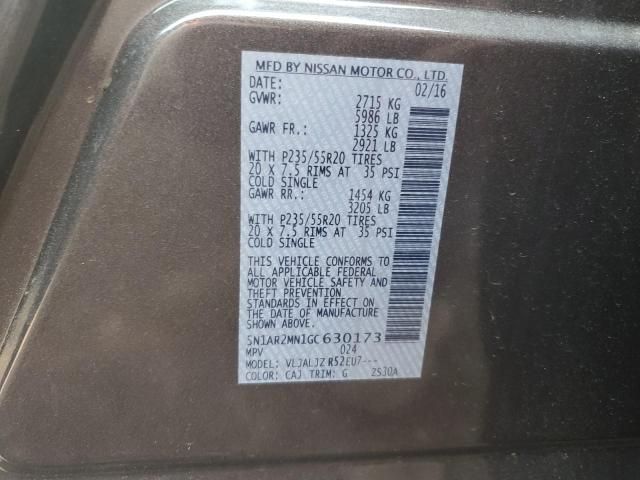 MFD BY NISSAN MOTOR CO., LTD.
DATE: 02/16
GVWR: 2715 KG
5986 LB
GAWR FR.: 1325 KG
2921 LB
WITH P235/55R20 TIRES
20 X 7.5 RIMS AT 35 PSI
COLD SINGLE
GAWR RR.: 1454 KG
3205 LB
WITH P235/55R20 TIRES
20 X 7.5 RIMS AT 35 PSI
COLD SINGLE
THIS VEHICLE CONFORMS TO
ALL APPLICABLE FEDERAL
MOTOR VEHICLE SAFETY AND
THEFT PREVENTION
STANDARDS IN EFFECT ON
THE DATE OF MANUFACTURE
SHOWN ABOVE.
5N1AR2MN1GC630173
MPV 024
MODEL: VLJALJZ R52EU7---
COLOR: CAJ TRIM: G 2S30A